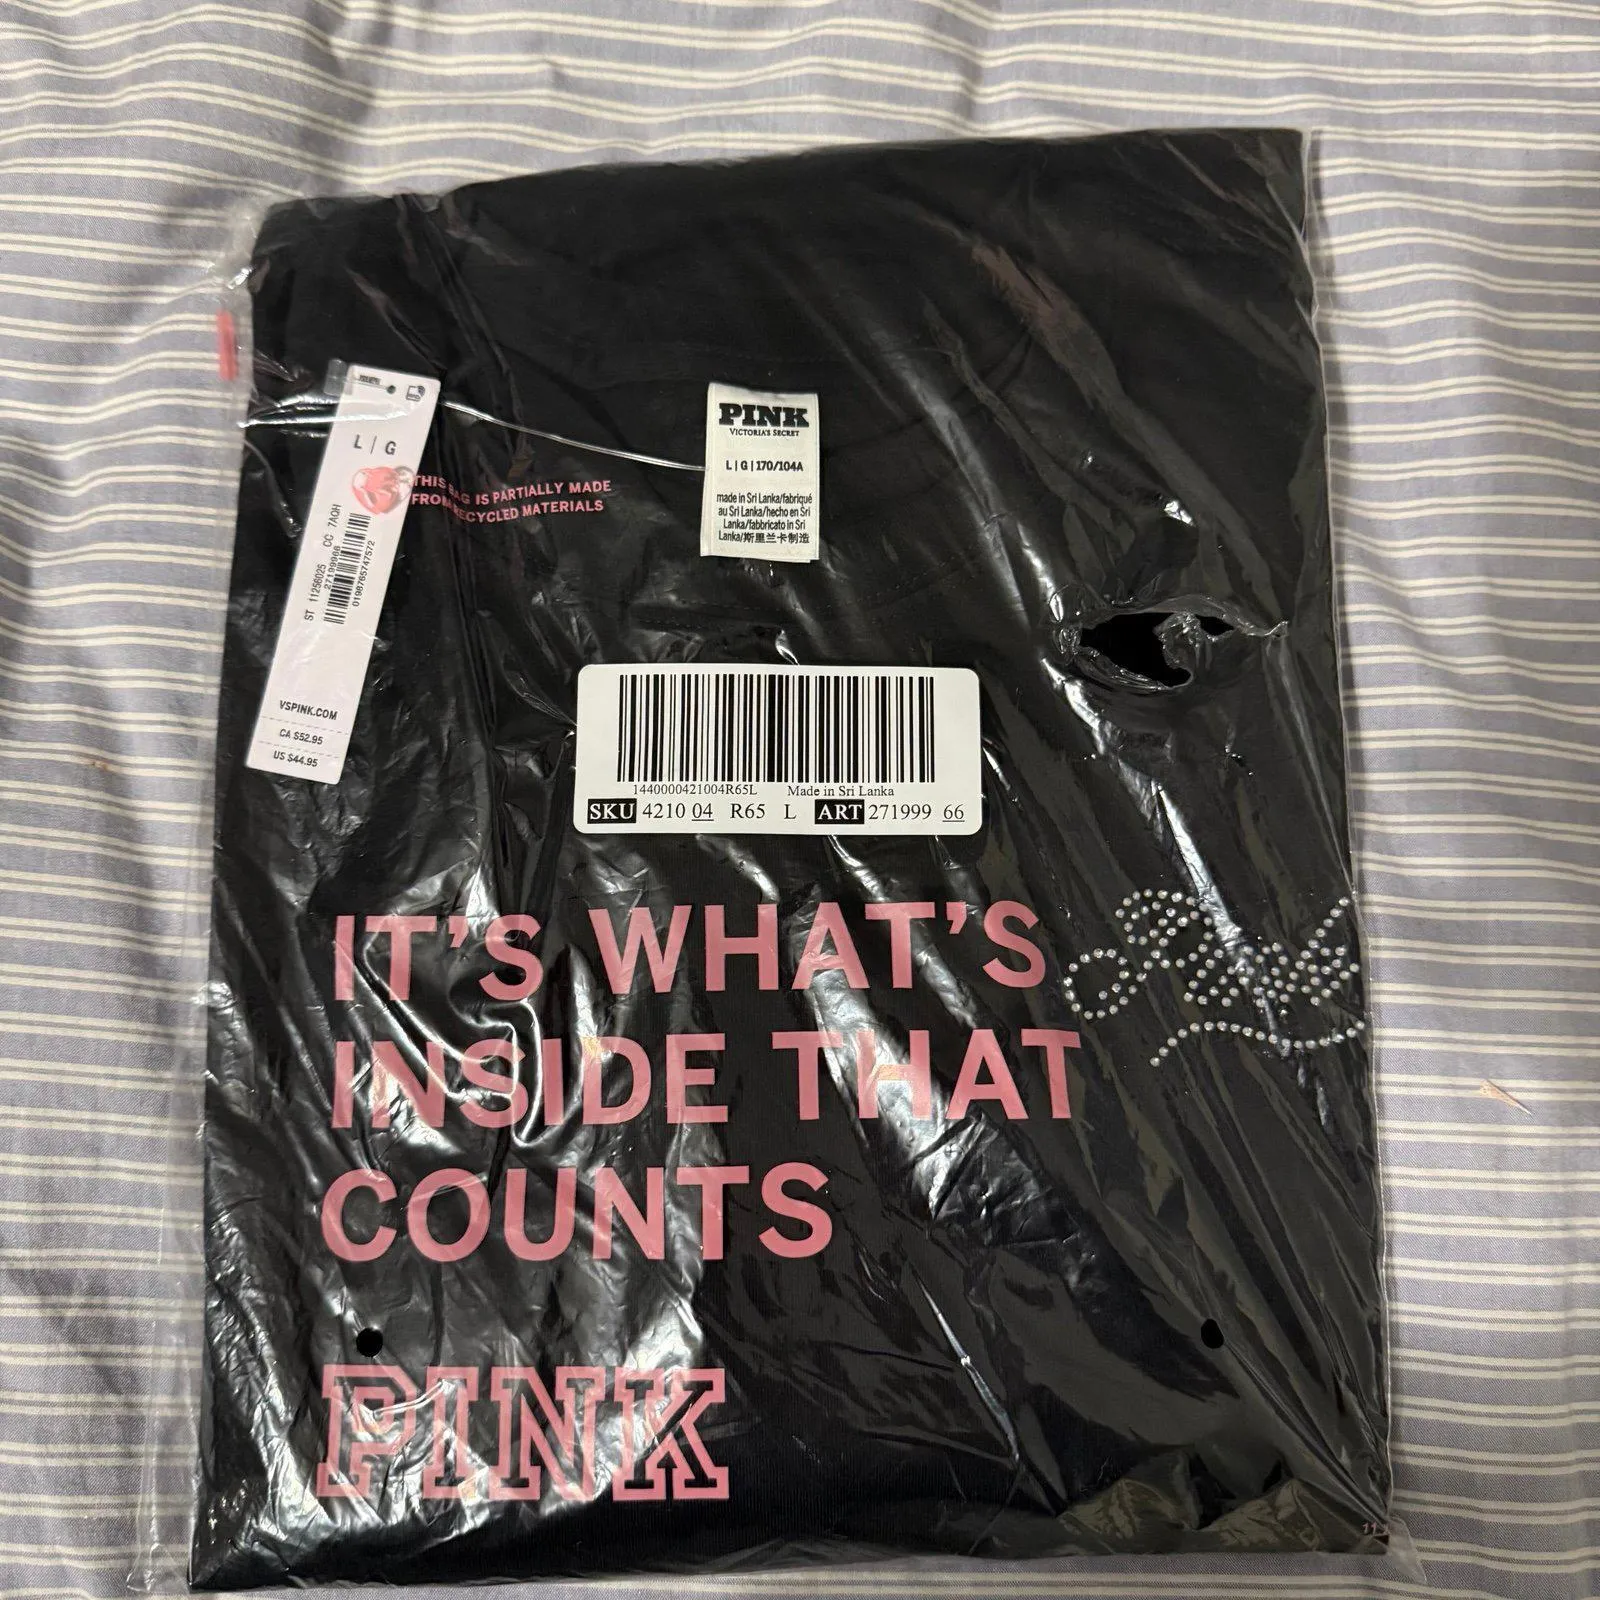 L | G
THIS BAG IS PARTIALLY MADE
FROM RECYCLED MATERIALS
ST 11256025 CC 7AQH
27199966
0198765747572
VSPINK.COM
CA $52.95
US $44.95
PINK
VICTORIA'S SECRET
L | G | 170/104A
made in Sri Lanka/fabriqué
au Sri Lanka/hecho en Sri
Lanka/fabbricato in Sri
Lanka/斯里兰卡制造
1440000421004R65L Made in Sri Lanka
SKU 4210 04 R65 L ART 271999 66
IT'S WHAT'S
INSIDE THAT
COUNTS
PINK